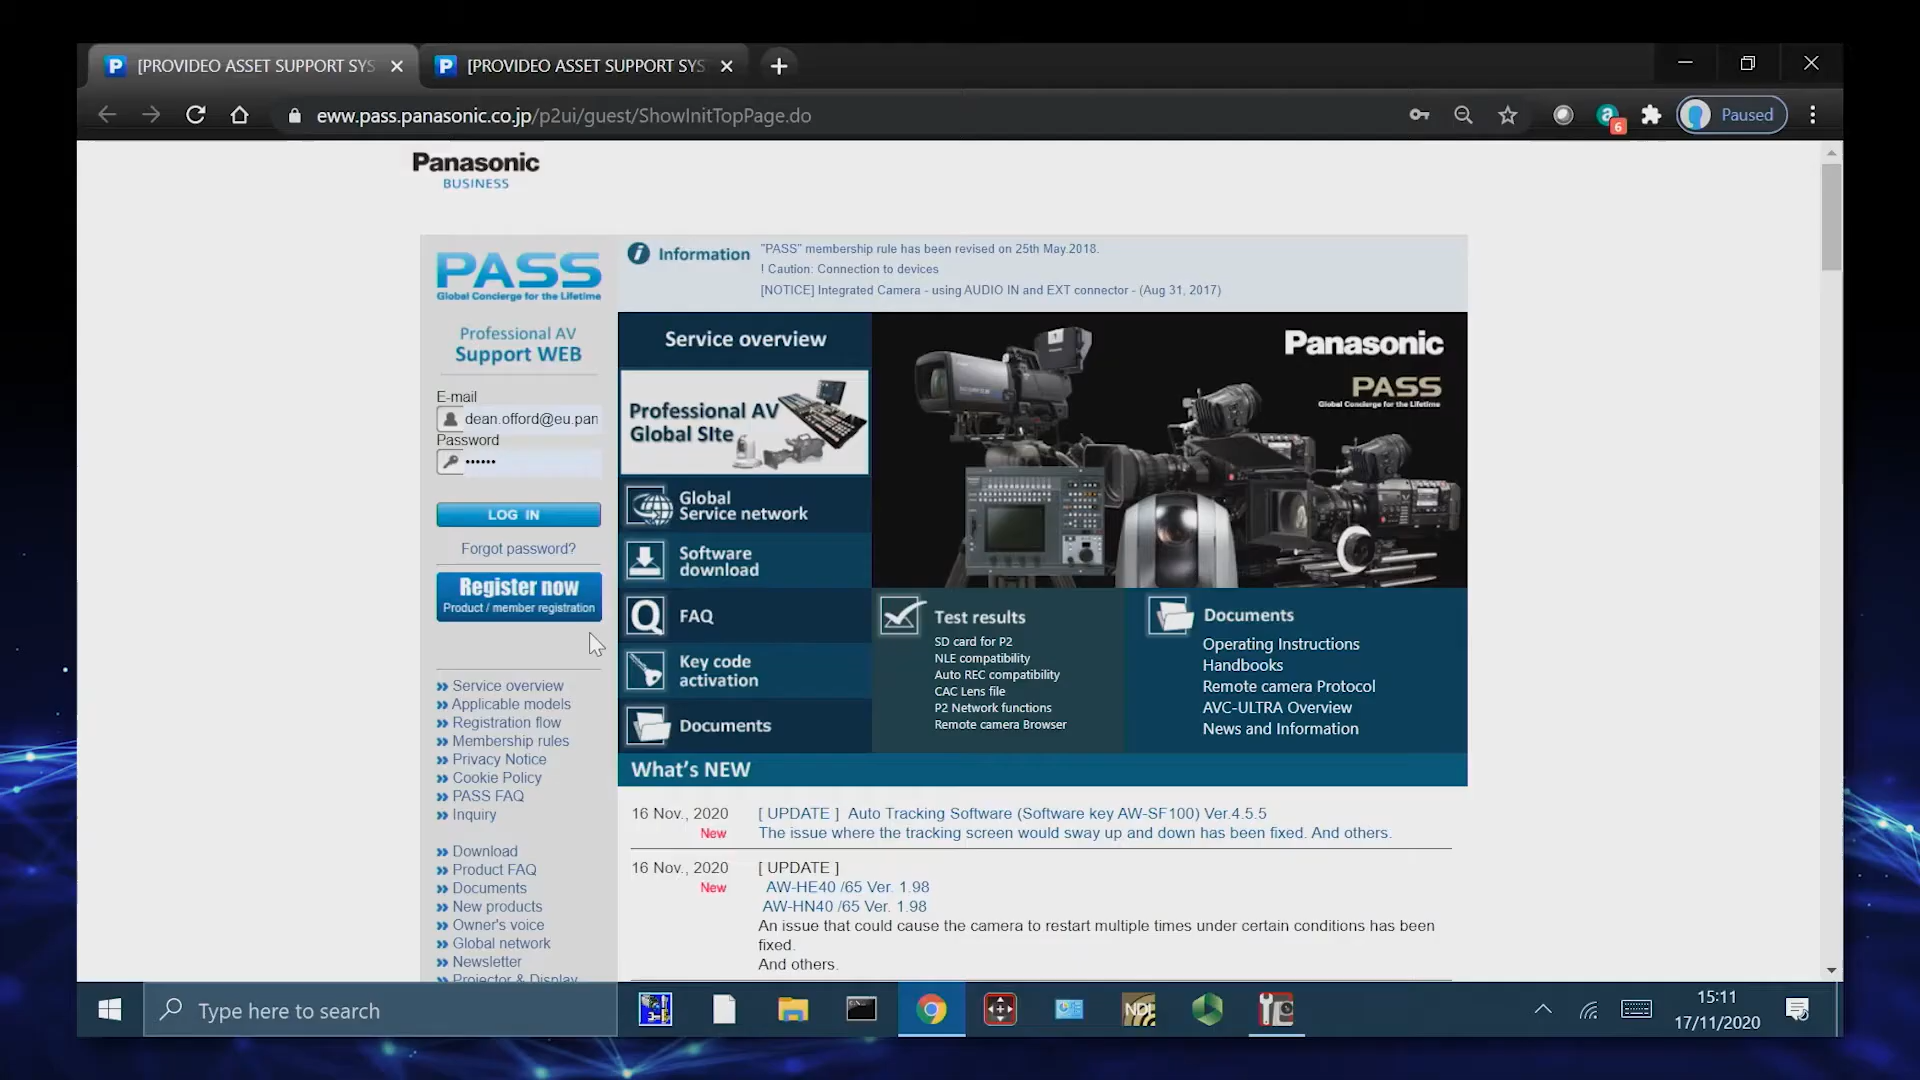 [PROVIDEO ASSET SUPPORT SYS
[PROVIDEO ASSET SUPPORT SYS
eww.pass.panasonic.co.jp/p2ui/guest/ShowInitTopPage.do
6
Paused
Panasonic
BUSINESS
PASS
Global Concierge for the Lifetime
Professional AV
Support WEB
E-mail
dean.offord@eu.pan
Password
••••••
LOG IN
Forgot password?
Register now
Product / member registration
Service overview
Applicable models
Registration flow
Membership rules
Privacy Notice
Cookie Policy
PASS FAQ
Inquiry
Download
Product FAQ
Documents
New products
Owner's voice
Global network
Newsletter
Projector & Display
Information
"PASS" membership rule has been revised on 25th May.2018.
! Caution: Connection to devices
[NOTICE] Integrated Camera - using AUDIO IN and EXT connector - (Aug 31, 2017)
Service overview
Professional AV
Global SIte
Global
Service network
Software
download
FAQ
Key code
activation
Documents
Panasonic
PASS
Global Concierge for the Lifetime
Test results
SD card for P2
NLE compatibility
Auto REC compatibility
CAC Lens file
P2 Network functions
Remote camera Browser
Documents
Operating Instructions
Handbooks
Remote camera Protocol
AVC-ULTRA Overview
News and Information
What's NEW
16 Nov., 2020
New
[ UPDATE ] Auto Tracking Software (Software key AW-SF100) Ver.4.5.5
The issue where the tracking screen would sway up and down has been fixed. And others.
16 Nov., 2020
New
[ UPDATE ]
AW-HE40 /65 Ver. 1.98
AW-HN40 /65 Ver. 1.98
An issue that could cause the camera to restart multiple times under certain conditions has been
fixed.
And others.
Type here to search
NDI
15:11
17/11/2020